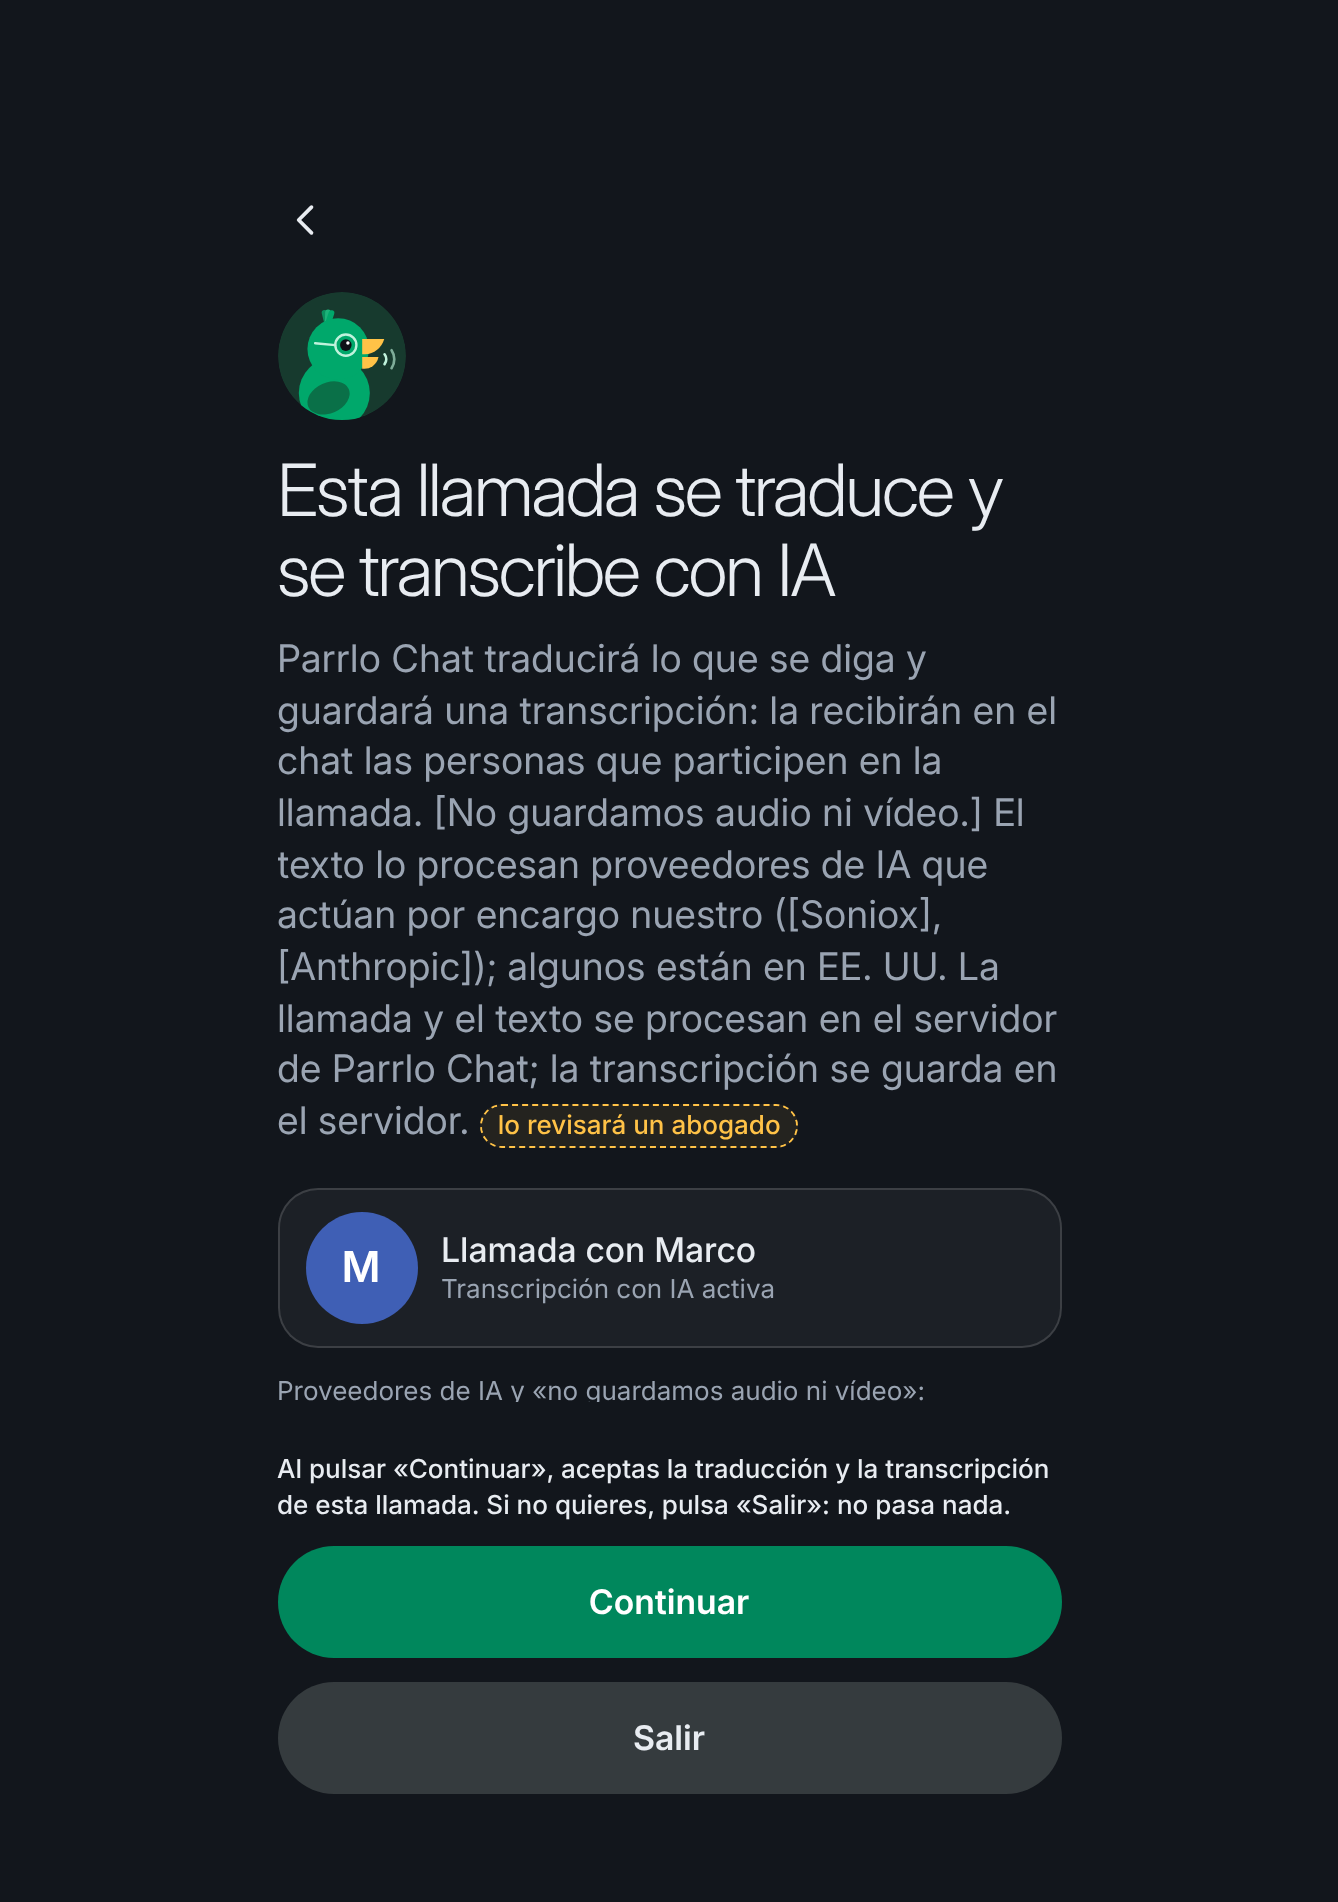 Esta llamada se traduce y
se transcribe con IA
Parrlo Chat traducirá lo que se diga y
guardará una transcripción: la recibirán en el
chat las personas que participen en la
llamada. [No guardamos audio ni vídeo.] El
texto lo procesan proveedores de IA que
actúan por encargo nuestro ([Soniox],
[Anthropic]); algunos están en EE. UU. La
llamada y el texto se procesan en el servidor
de Parrlo Chat; la transcripción se guarda en
el servidor. lo revisará un abogado
M
Llamada con Marco
Transcripción con IA activa
Proveedores de IA y «no guardamos audio ni vídeo»:
Al pulsar «Continuar», aceptas la traducción y la transcripción
de esta llamada. Si no quieres, pulsa «Salir»: no pasa nada.
Continuar
Salir